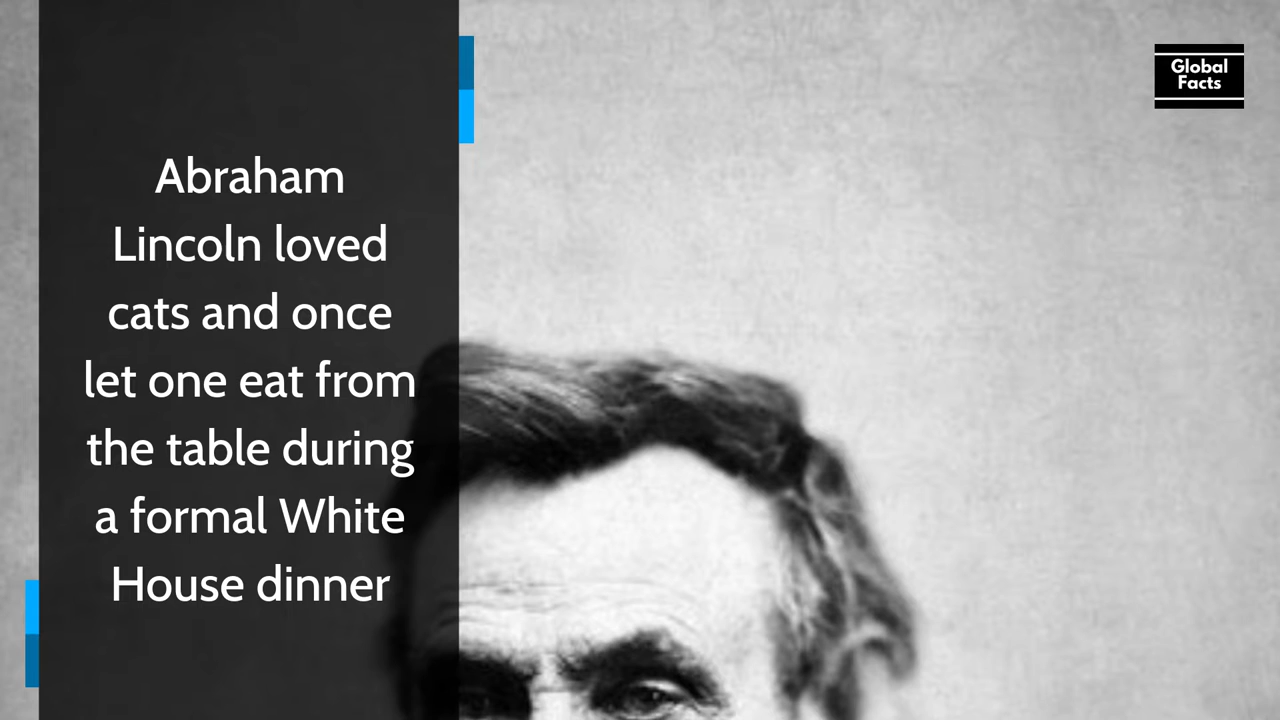 Abraham
Lincoln loved
cats and once
let one eat from
the table during
a formal White
House dinner
Global
Facts